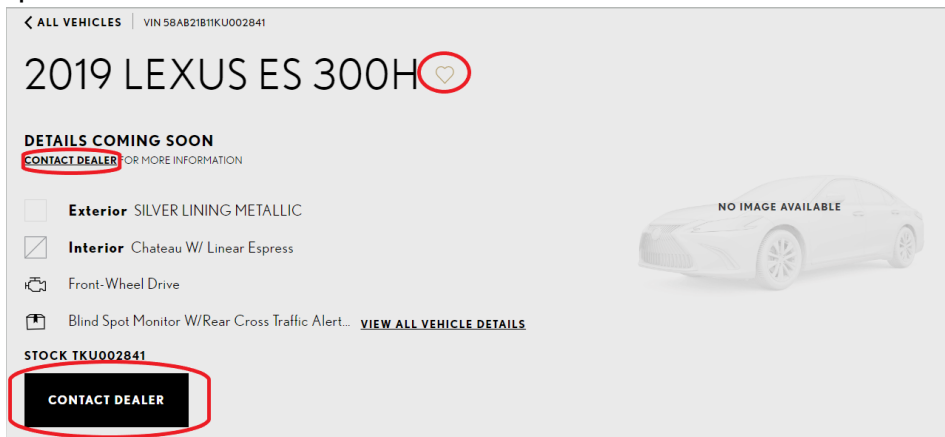 ALL VEHICLES VIN 58AB21B11KU002841
2019 LEXUS ES 300H
DETAILS COMING SOON
CONTACT DEALER FOR MORE INFORMATION
Exterior SILVER LINING METALLIC
NO IMAGE AVAILABLE
Interior Chateau W/ Linear Espress
Front-Wheel Drive
Blind Spot Monitor W/Rear Cross Traffic Alert... VIEW ALL VEHICLE DETAILS
STOCK TKU002841
CONTACT DEALER